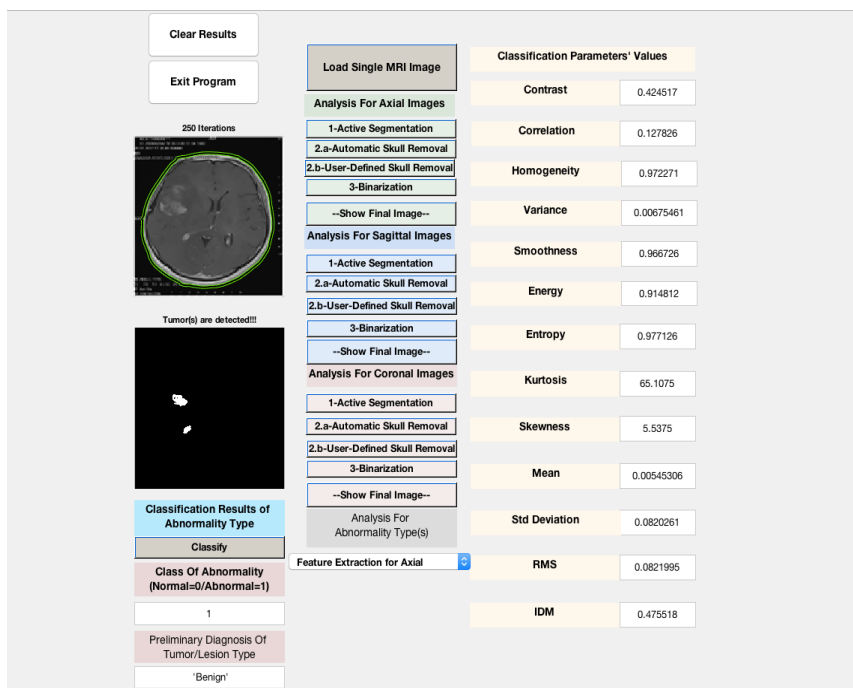 Clear Results
Exit Program
250 Iterations
Tumor(s) are detected!!!
Classification Results of
Abnormality Type
Classify
Class Of Abnormality
(Normal=0/Abnormal=1)
1
Preliminary Diagnosis Of
Tumor/Lesion Type
'Benign'
Load Single MRI Image
Analysis For Axial Images
1-Active Segmentation
2.a-Automatic Skull Removal
2.b-User-Defined Skull Removal
3-Binarization
--Show Final Image--
Analysis For Sagittal Images
1-Active Segmentation
2.a-Automatic Skull Removal
2.b-User-Defined Skull Removal
3-Binarization
--Show Final Image--
Analysis For Coronal Images
1-Active Segmentation
2.a-Automatic Skull Removal
2.b-User-Defined Skull Removal
3-Binarization
--Show Final Image--
Analysis For
Abnormality Type(s)
Feature Extraction for Axial
Classification Parameters' Values
Contrast 0.424517
Correlation 0.127826
Homogeneity 0.972271
Variance 0.00675461
Smoothness 0.966726
Energy 0.914812
Entropy 0.977126
Kurtosis 65.1075
Skewness 5.5375
Mean 0.00545306
Std Deviation 0.0820261
RMS 0.0821995
IDM 0.475518